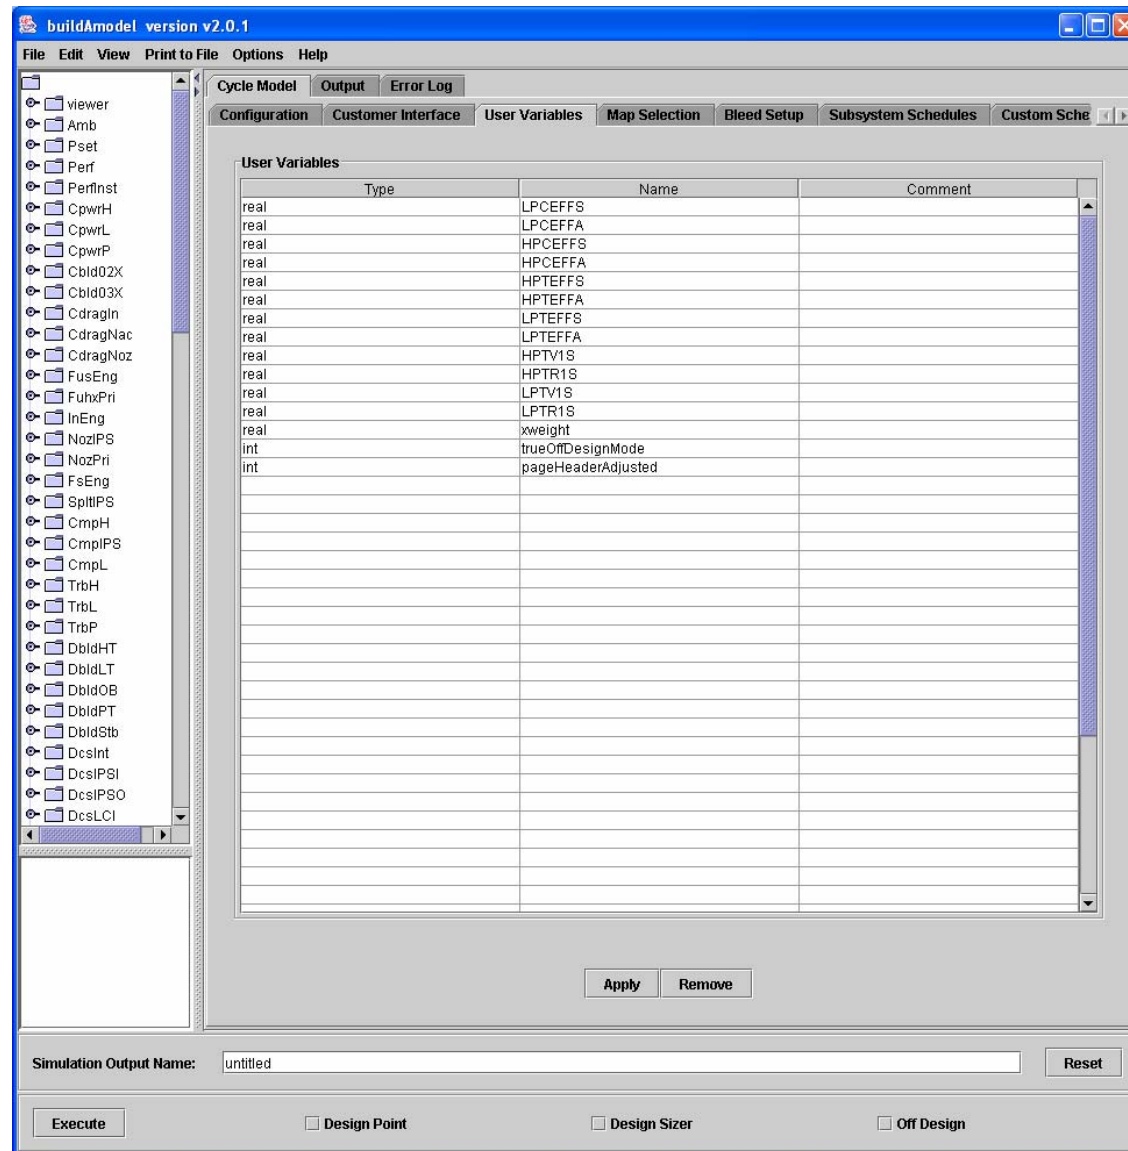 buildAmodel version v2.0.1
File Edit View Print to File Options Help
viewer
Amb
Pset
Perf
PerfInst
CpwrH
CpwrL
CpwrP
Cbld02X
Cbld03X
CdragIn
CdragNac
CdragNoz
FusEng
FuhxPri
InEng
NozIPS
NozPri
FsEng
SpltIPS
CmpH
CmpIPS
CmpL
TrbH
TrbL
TrbP
DbldHT
DbldLT
DbldOB
DbldPT
DbldStb
DcsInt
DcsIPSI
DcsIPSO
DcsLCI
Cycle Model Output Error Log
Configuration Customer Interface User Variables Map Selection Bleed Setup Subsystem Schedules Custom Sche
User Variables
Type Name Comment
real LPCEFFS
real LPCEFFA
real HPCEFFS
real HPCEFFA
real HPTEFFS
real HPTEFFA
real LPTEFFS
real LPTEFFA
real HPTV1S
real HPTR1S
real LPTV1S
real LPTR1S
real xweight
int trueOffDesignMode
int pageHeaderAdjusted
Apply Remove
Simulation Output Name: untitled Reset
Execute Design Point Design Sizer Off Design